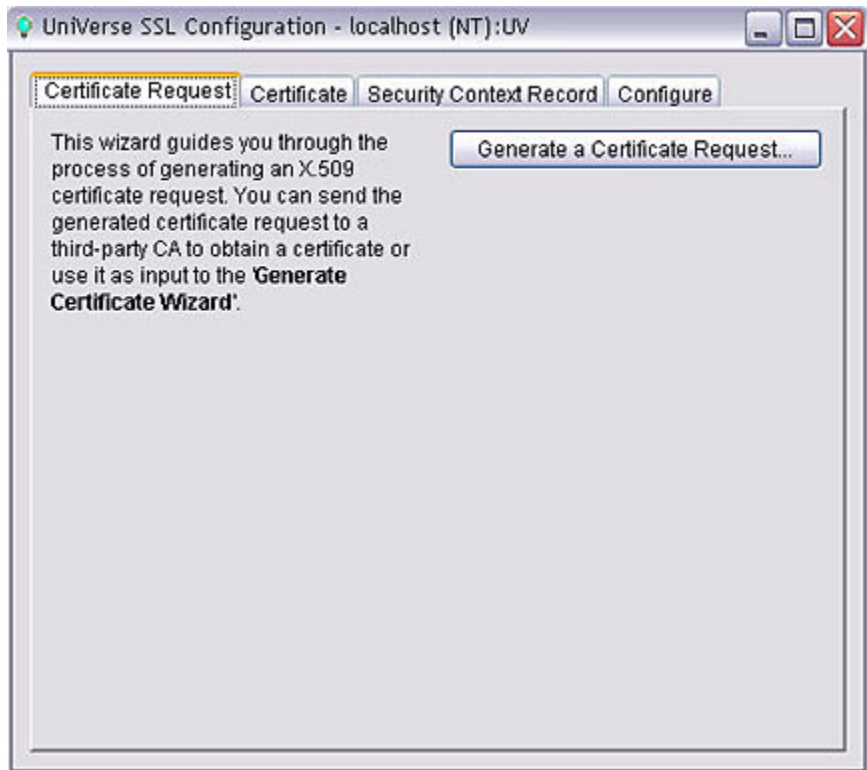 UniVerse SSL Configuration - localhost (NT):UV
Certificate Request Certificate Security Context Record Configure
This wizard guides you through the
process of generating an X.509
certificate request. You can send the
generated certificate request to a
third-party CA to obtain a certificate or
use it as input to the 'Generate
Certificate Wizard'.
Generate a Certificate Request...